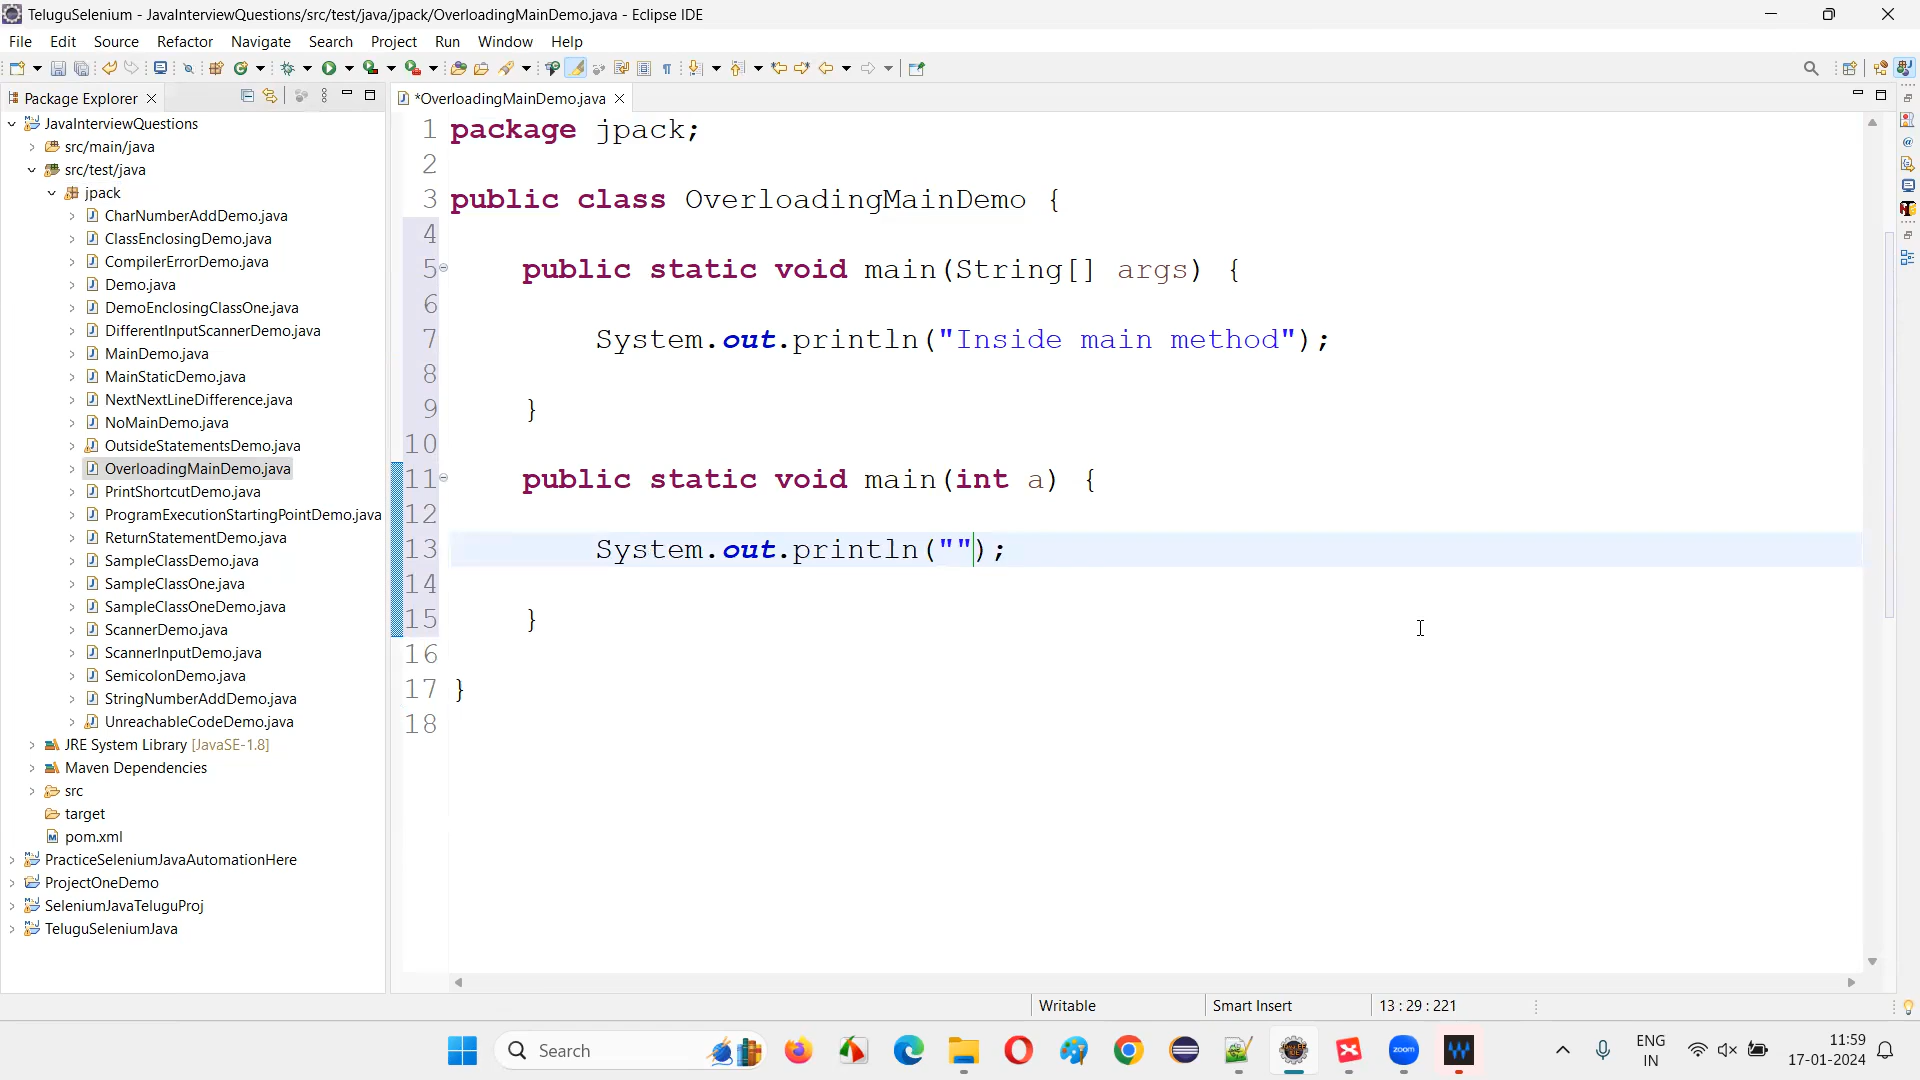 TeluguSelenium - JavaInterviewQuestions/src/test/java/jpack/OverloadingMainDemo.java - Eclipse IDE
File Edit Source Refactor Navigate Search Project Run Window Help
Package Explorer
*OverloadingMainDemo.java
JavaInterviewQuestions
src/main/java
src/test/java
jpack
CharNumberAddDemo.java
ClassEnclosingDemo.java
CompilerErrorDemo.java
Demo.java
DemoEnclosingClassOne.java
DifferentInputScannerDemo.java
MainDemo.java
MainStaticDemo.java
NextNextLineDifference.java
NoMainDemo.java
OutsideStatementsDemo.java
OverloadingMainDemo.java
PrintShortcutDemo.java
ProgramExecutionStartingPointDemo.java
ReturnStatementDemo.java
SampleClassDemo.java
SampleClassOne.java
SampleClassOneDemo.java
ScannerDemo.java
ScannerInputDemo.java
SemicolonDemo.java
StringNumberAddDemo.java
UnreachableCodeDemo.java
JRE System Library [JavaSE-1.8]
Maven Dependencies
src
target
pom.xml
PracticeSeleniumJavaAutomationHere
ProjectOneDemo
SeleniumJavaTeluguProj
TeluguSeleniumJava
1 package jpack;
2
3 public class OverloadingMainDemo {
4
5 public static void main(String[] args) {
6
7 System.out.println("Inside main method");
8
9 }
10
11 public static void main(int a) {
12
13 System.out.println("");
14
15 }
16
17 }
18
Writable Smart Insert 13 : 29 : 221
Search
zoom
ENG
IN
11:59
17-01-2024